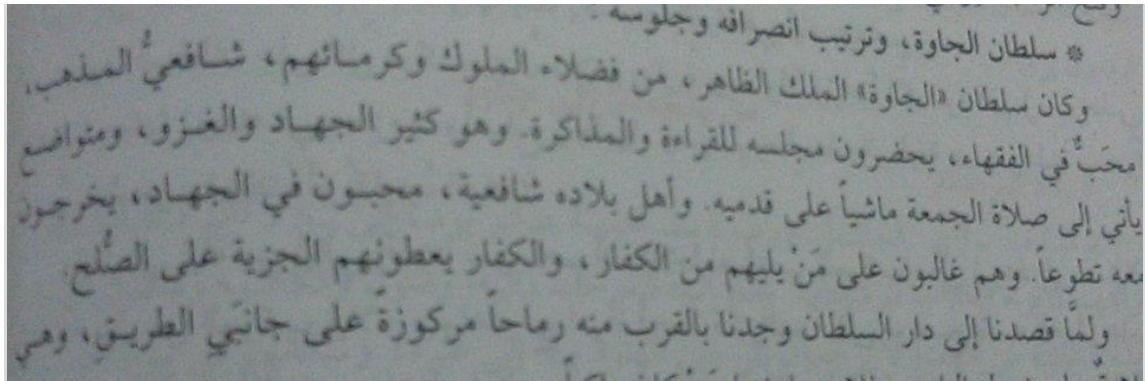 * سلطان الجاوة، وترتيب انصرافه وجلوسه :
وكان سلطان «الجاوة» الملك الظاهر، من فضلاء الملوك وكرمائهم، شافعيُّ المذهب،
محَبٌّ في الفقهاء، يحضرون مجلسه للقراءة والمذاكرة. وهو كثير الجهاد والغزو، ومتواضع
يأتي إلى صلاة الجمعة ماشياً على قدميه. وأهل بلاده شافعية، محبون في الجهاد، يخرجون
معه تطوعاً. وهم غالبون على مَنْ يليهم من الكفار، والكفار يعطونهم الجزية على الصُّلح.
ولمَّا قصدنا إلى دار السلطان وجدنا بالقرب منه رماحاً مركوزةً على جانبَي الطريق، وهي